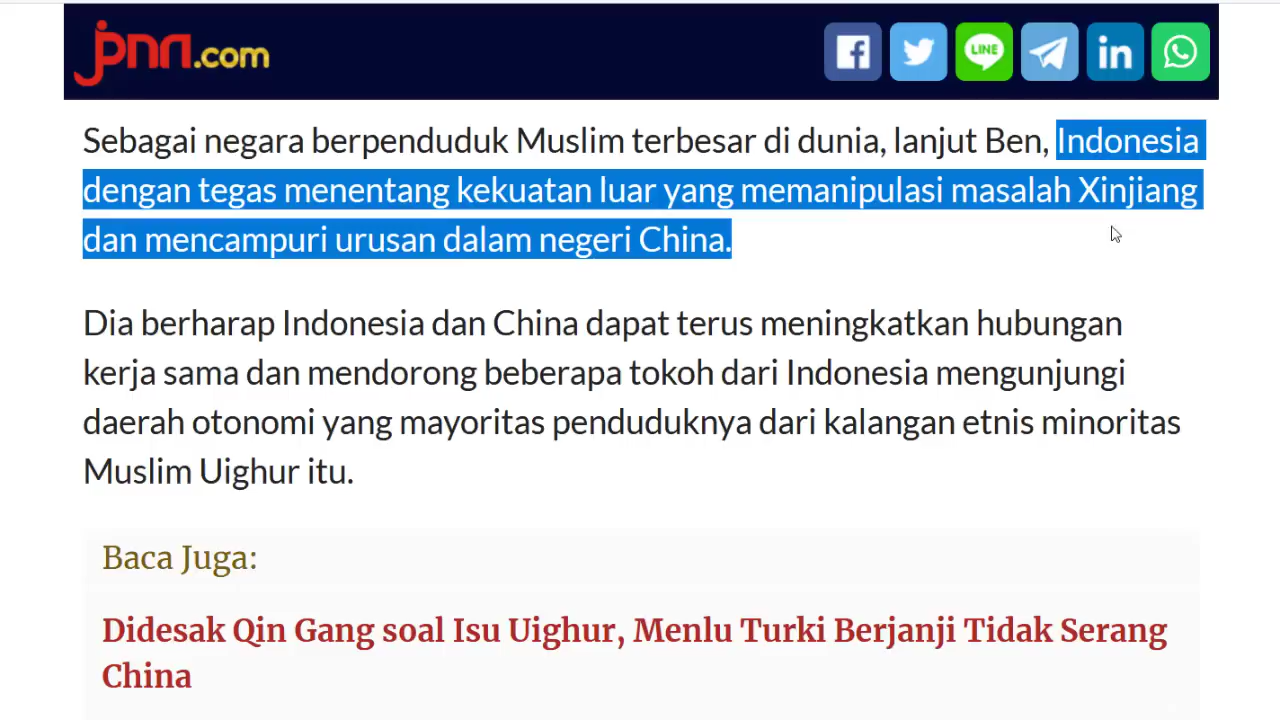 jpnn.com
LINE
in
Sebagai negara berpenduduk Muslim terbesar di dunia, lanjut Ben, Indonesia
dengan tegas menentang kekuatan luar yang memanipulasi masalah Xinjiang
dan mencampuri urusan dalam negeri China.
Dia berharap Indonesia dan China dapat terus meningkatkan hubungan
kerja sama dan mendorong beberapa tokoh dari Indonesia mengunjungi
daerah otonomi yang mayoritas penduduknya dari kalangan etnis minoritas
Muslim Uighur itu.
Baca Juga:
Didesak Qin Gang soal Isu Uighur, Menlu Turki Berjanji Tidak Serang
China